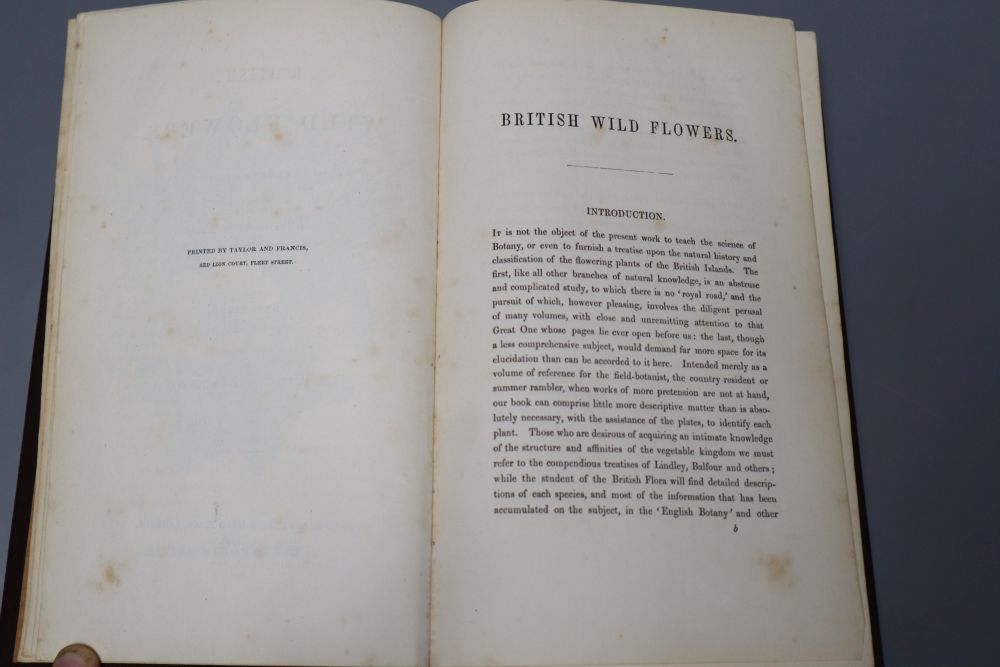 PRINTED BY TAYLOR AND FRANCIS,
RED LION COURT, FLEET STREET.
BRITISH WILD FLOWERS.
INTRODUCTION.
It is not the object of the present work to teach the science of
Botany, or even to furnish a treatise upon the natural history and
classification of the flowering plants of the British Islands. The
first, like all other branches of natural knowledge, is an abstruse
and complicated study, to which there is no 'royal road,' and the
pursuit of which, however pleasing, involves the diligent perusal
of many volumes, with close and unremitting attention to that
Great One whose pages lie ever open before us: the last, though
a less comprehensive subject, would demand far more space for its
elucidation than can be accorded to it here. Intended merely as a
volume of reference for the field-botanist, the country resident or
summer rambler, when works of more pretension are not at hand,
our book can comprise little more descriptive matter than is abso-
lutely necessary, with the assistance of the plates, to identify each
plant. Those who are desirous of acquiring an intimate knowledge
of the structure and affinities of the vegetable kingdom we must
refer to the compendious treatises of Lindley, Balfour and others;
while the student of the British Flora will find detailed descrip-
tions of each species, and most of the information that has been
accumulated on the subject, in the 'English Botany' and other
b